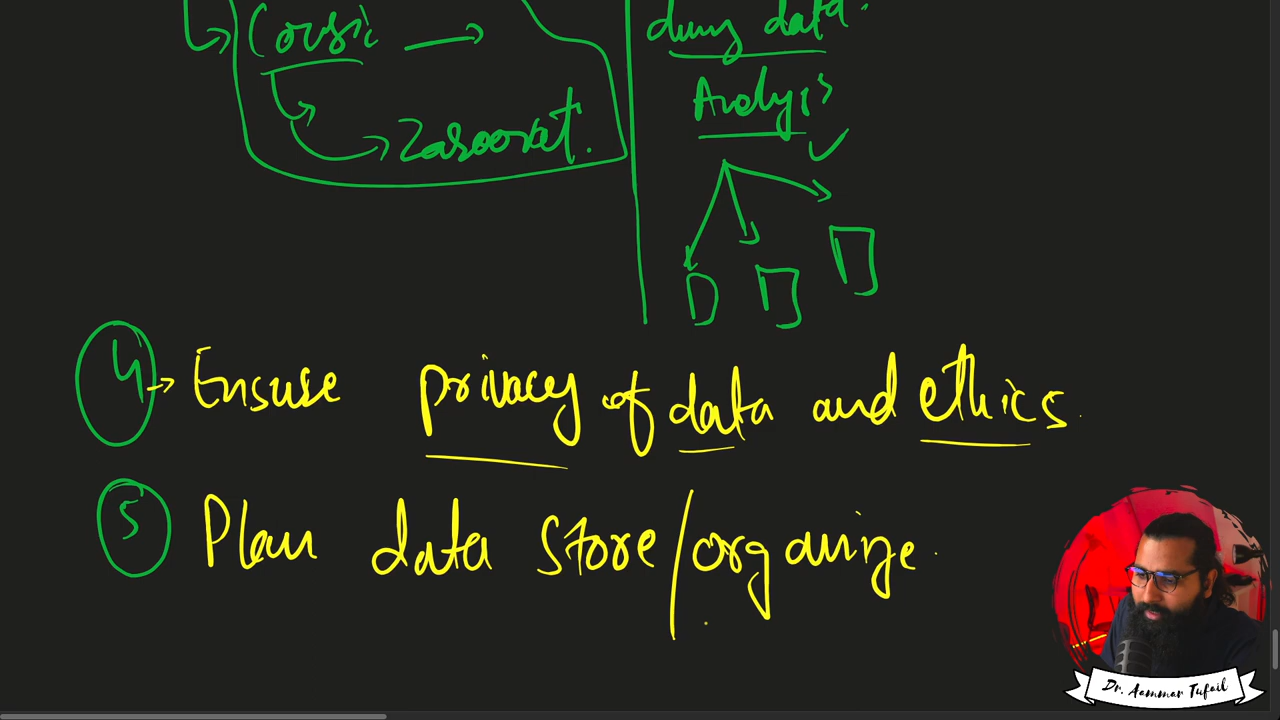 during data
Analysis
Zaroorat.
4 → Ensure privacy of data and ethics.
5 Plan data store/organize.
Dr. Aammar Tufail